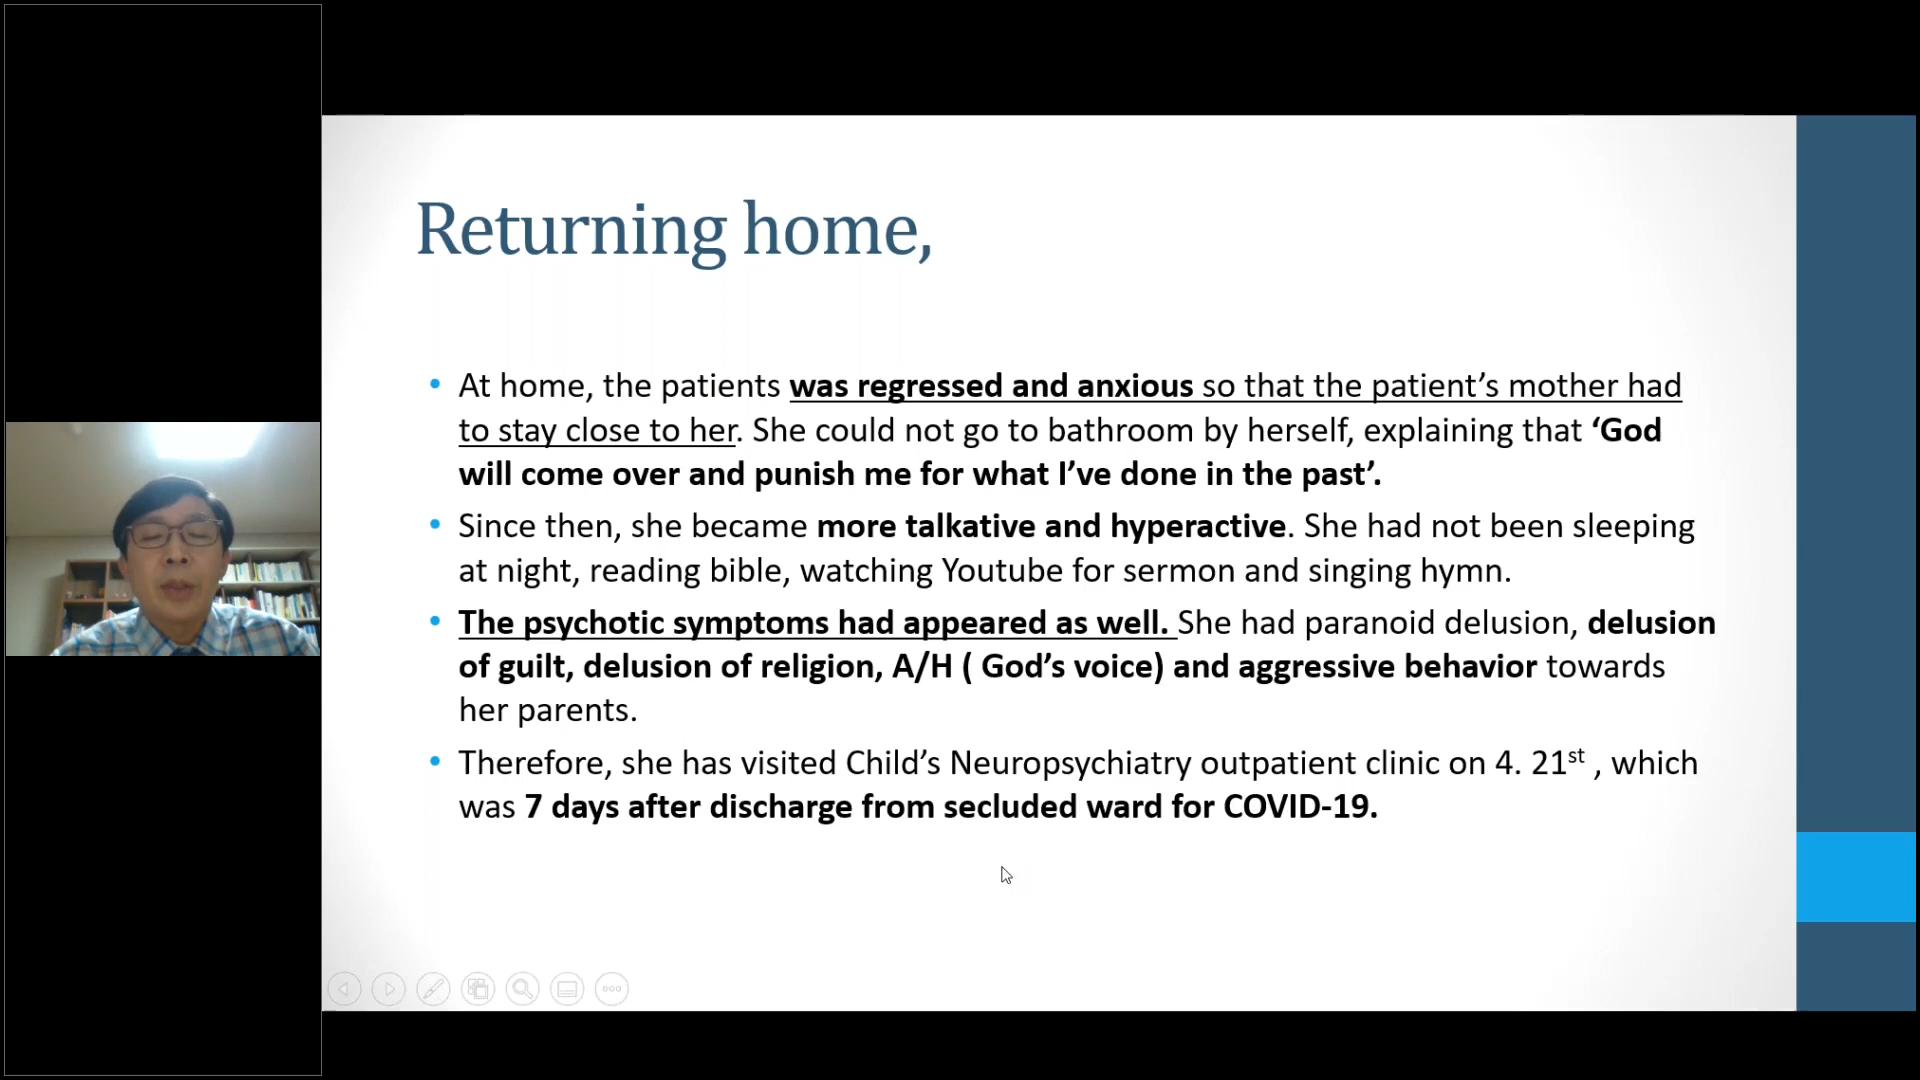 Returning home,
• At home, the patients was regressed and anxious so that the patient’s mother had
to stay close to her. She could not go to bathroom by herself, explaining that ‘God
will come over and punish me for what I’ve done in the past’.
• Since then, she became more talkative and hyperactive. She had not been sleeping
at night, reading bible, watching Youtube for sermon and singing hymn.
• The psychotic symptoms had appeared as well. She had paranoid delusion, delusion
of guilt, delusion of religion, A/H ( God’s voice) and aggressive behavior towards
her parents.
• Therefore, she has visited Child’s Neuropsychiatry outpatient clinic on 4. 21st , which
was 7 days after discharge from secluded ward for COVID-19.